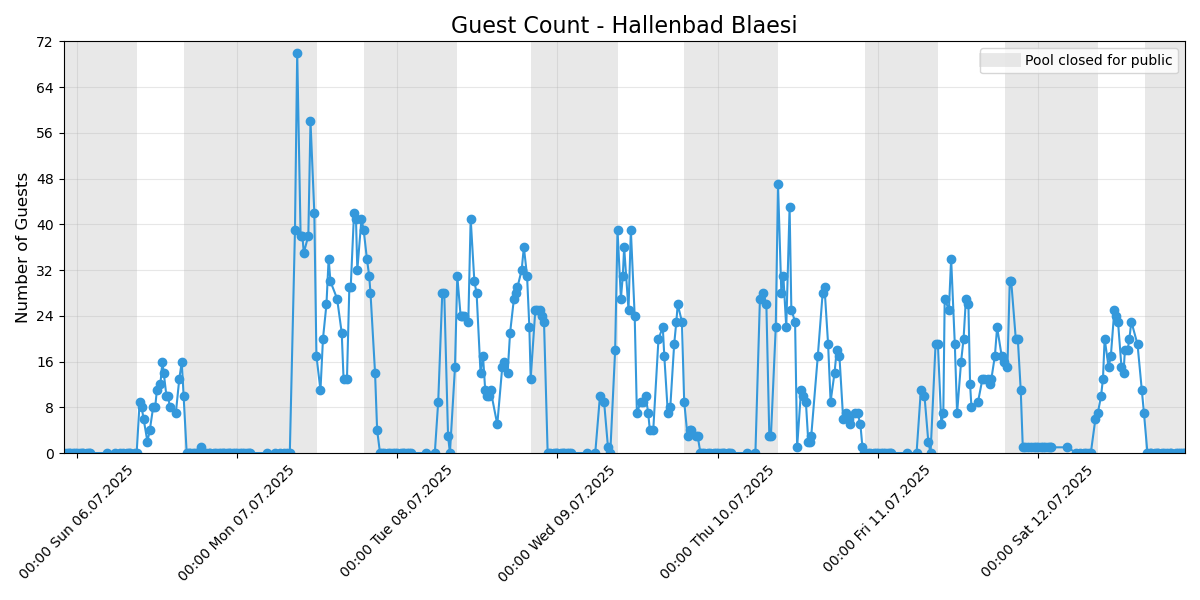 Guest Count - Hallenbad Blaesi
Pool closed for public
Number of Guests
72
64
56
48
40
32
24
16
8
0
00:00 Sun 06.07.2025
00:00 Mon 07.07.2025
00:00 Tue 08.07.2025
00:00 Wed 09.07.2025
00:00 Thu 10.07.2025
00:00 Fri 11.07.2025
00:00 Sat 12.07.2025